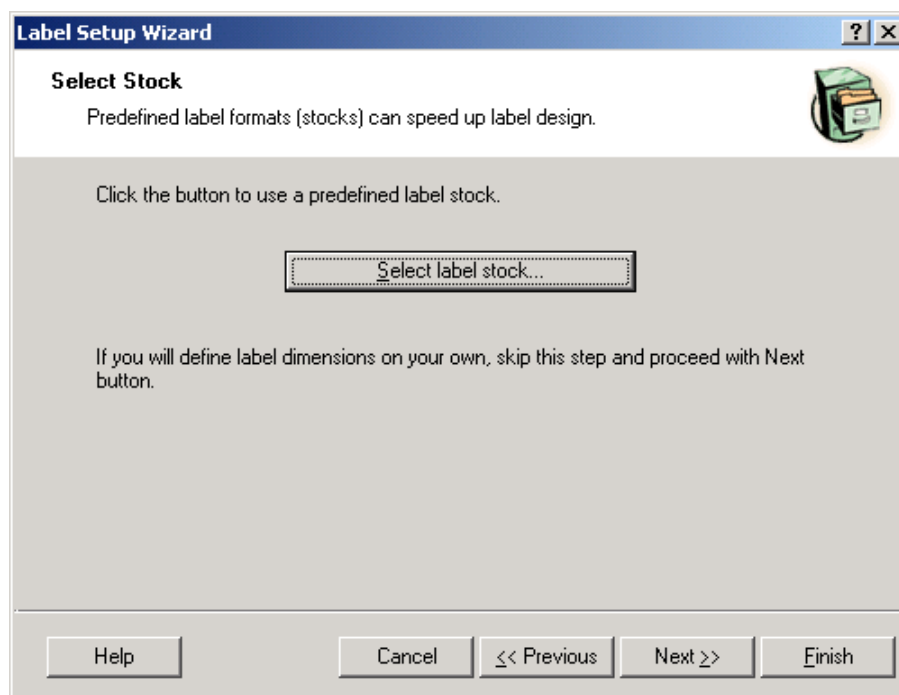 Label Setup Wizard
Select Stock
Predefined label formats (stocks) can speed up label design.
Click the button to use a predefined label stock.
Select label stock...
If you will define label dimensions on your own, skip this step and proceed with Next
button.
Help Cancel << Previous Next >> Finish